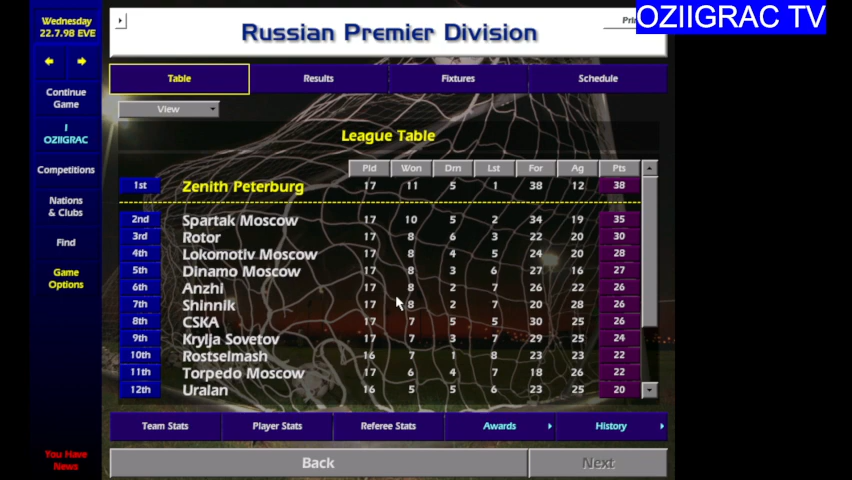 Wednesday
22.7.98 EVE
Russian Premier Division
OZIIGRAC TV
Continue
Game
I
OZIIGRAC
Competitions
Nations
& Clubs
Find
Game
Options
You Have
News
Table Results Fixtures Schedule
View
League Table
Pld Won Drn Lst For Ag Pts
1st Zenith Peterburg 17 11 5 1 38 12 38
2nd Spartak Moscow 17 10 5 2 34 19 35
3rd Rotor 17 8 6 3 22 20 30
4th Lokomotiv Moscow 17 8 4 5 24 20 28
5th Dinamo Moscow 17 8 3 6 27 16 27
6th Anzhi 17 8 2 7 26 22 26
7th Shinnik 17 8 2 7 20 28 26
8th CSKA 17 7 5 5 30 25 26
9th Krylja Sovetov 17 7 3 7 29 25 24
10th Rostselmash 16 7 1 8 23 23 22
11th Torpedo Moscow 17 6 4 7 18 26 22
12th Uralan 16 5 5 6 23 25 20
Team Stats Player Stats Referee Stats Awards History
Back Next